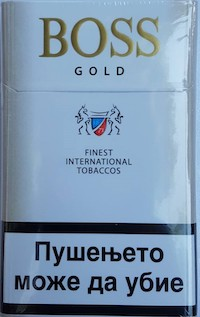 BOSS
GOLD
FINEST
INTERNATIONAL
TOBACCOS
Пушењето
може да убие